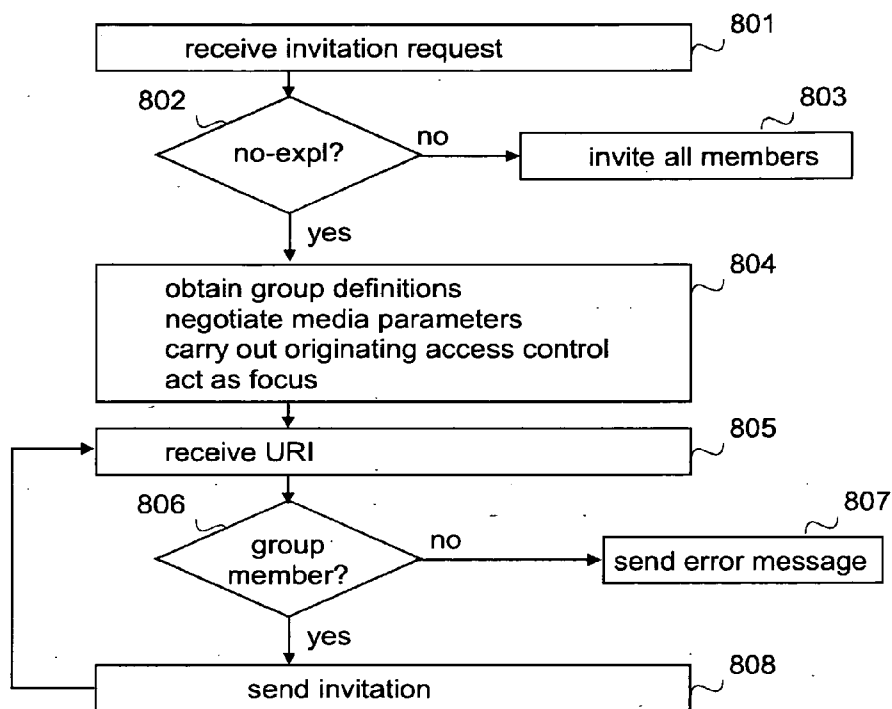 801
receive invitation request
802
803
no-expl?
no
invite all members
yes
804
obtain group definitions
negotiate media parameters
carry out originating access control
act as focus
805
receive URI
806
807
group
member?
no
send error message
yes
808
send invitation